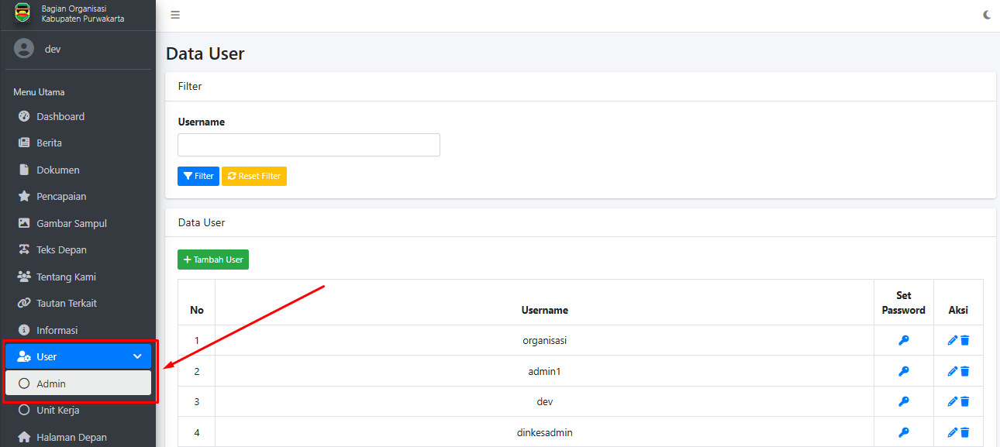 Bagian Organisasi
Kabupaten Purwakarta
dev
Menu Utama
Dashboard
Berita
Dokumen
Pencapaian
Gambar Sampul
Teks Depan
Tentang Kami
Tautan Terkait
Informasi
User
Admin
Unit Kerja
Halaman Depan
Data User
Filter
Username
Filter
Reset Filter
Data User
Tambah User
No Username Set Password Aksi
1 organisasi
2 admin1
3 dev
4 dinkesadmin